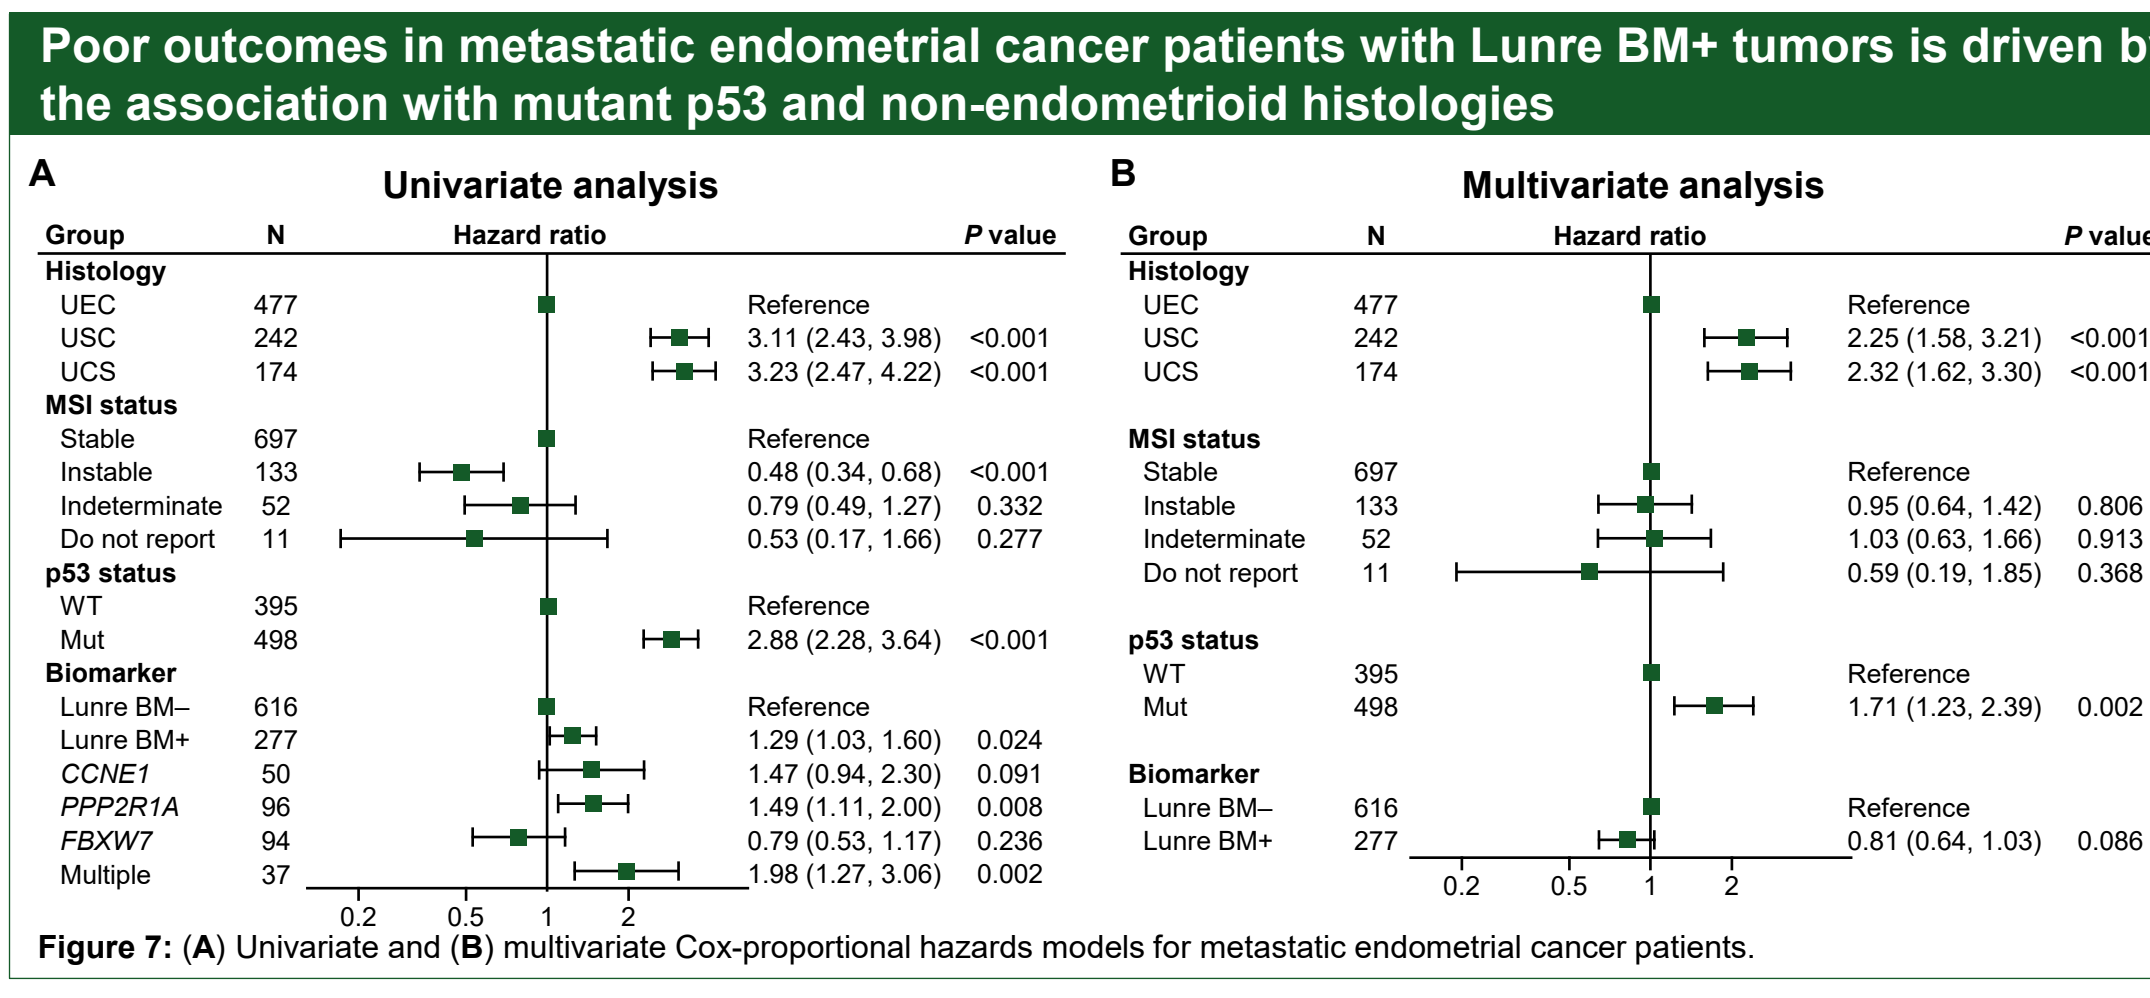 Poor outcomes in metastatic endometrial cancer patients with Lunre BM+ tumors is driven
the association with mutant p53 and non-endometrioid histologies
A
Univariate analysis
Group N Hazard ratio P value
Histology
UEC 477 Reference
USC 242 3.11 (2.43, 3.98) <0.001
UCS 174 3.23 (2.47, 4.22) <0.001
MSI status
Stable 697 Reference
Instable 133 0.48 (0.34, 0.68) <0.001
Indeterminate 52 0.79 (0.49, 1.27) 0.332
Do not report 11 0.53 (0.17, 1.66) 0.277
p53 status
WT 395 Reference
Mut 498 2.88 (2.28, 3.64) <0.001
Biomarker
Lunre BM– 616 Reference
Lunre BM+ 277 1.29 (1.03, 1.60) 0.024
CCNE1 50 1.47 (0.94, 2.30) 0.091
PPP2R1A 96 1.49 (1.11, 2.00) 0.008
FBXW7 94 0.79 (0.53, 1.17) 0.236
Multiple 37 1.98 (1.27, 3.06) 0.002
0.2 0.5 1 2
B
Multivariate analysis
Group N Hazard ratio P value
Histology
UEC 477 Reference
USC 242 2.25 (1.58, 3.21) <0.001
UCS 174 2.32 (1.62, 3.30) <0.001
MSI status
Stable 697 Reference
Instable 133 0.95 (0.64, 1.42) 0.806
Indeterminate 52 1.03 (0.63, 1.66) 0.913
Do not report 11 0.59 (0.19, 1.85) 0.368
p53 status
WT 395 Reference
Mut 498 1.71 (1.23, 2.39) 0.002
Biomarker
Lunre BM– 616 Reference
Lunre BM+ 277 0.81 (0.64, 1.03) 0.086
0.2 0.5 1 2
Figure 7: (A) Univariate and (B) multivariate Cox-proportional hazards models for metastatic endometrial cancer patients.